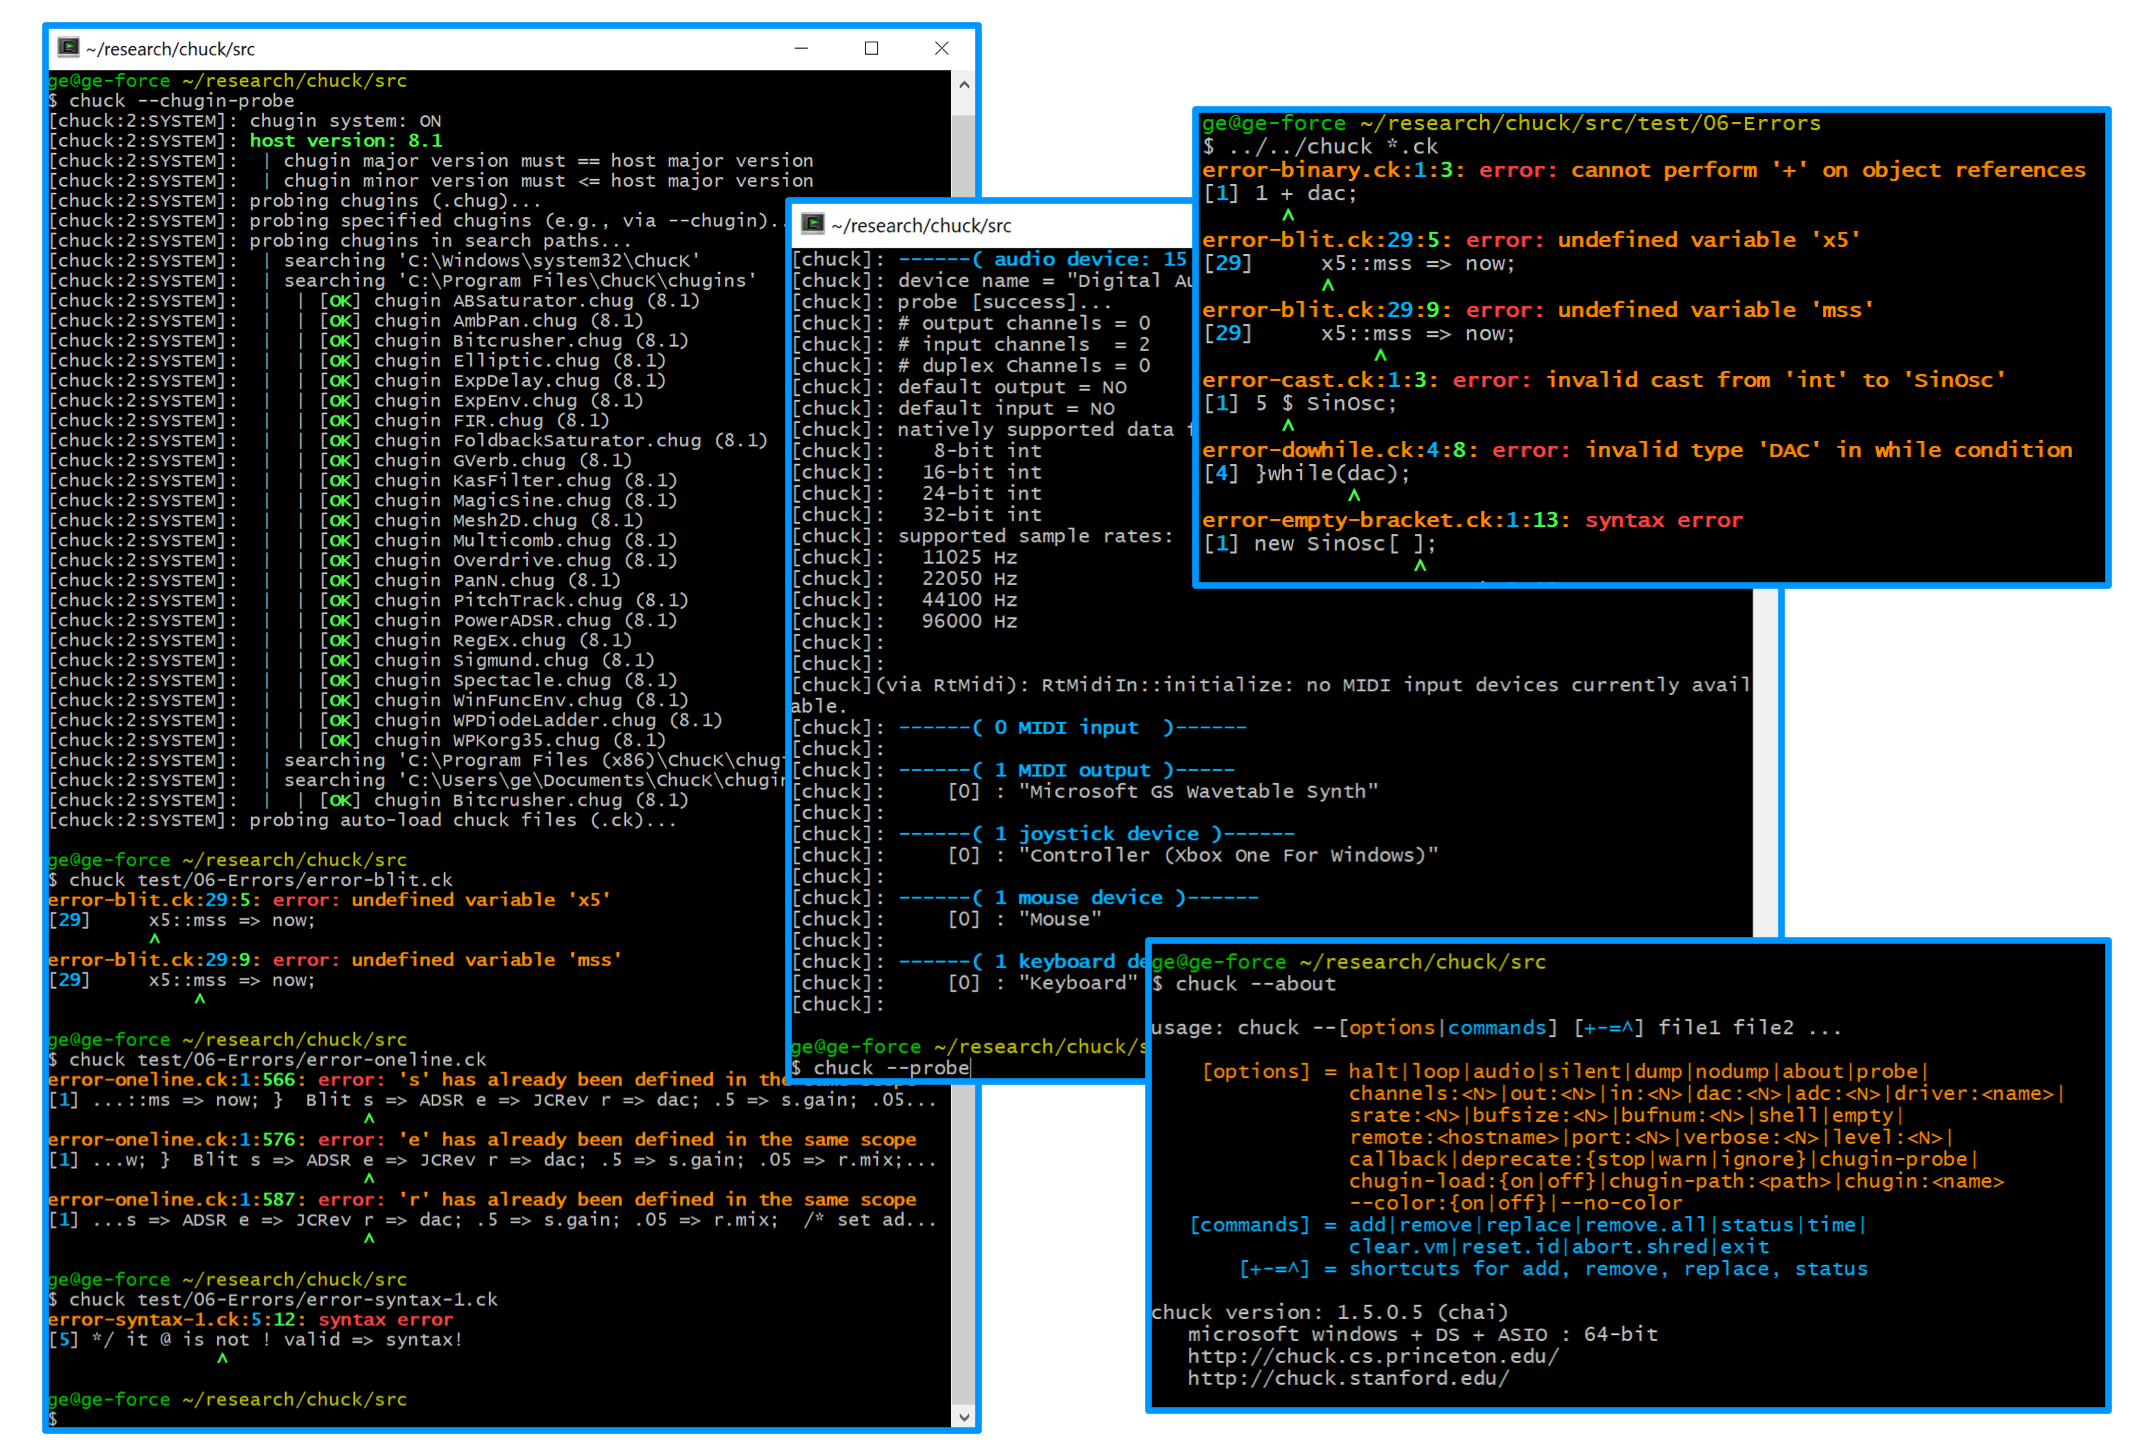 ~/research/chuck/src
ge@ge-force ~/research/chuck/src
$ chuck --chugin-probe
[chuck:2:SYSTEM]: chugin system: ON
[chuck:2:SYSTEM]: host version: 8.1
[chuck:2:SYSTEM]:  | chugin major version must == host major version
[chuck:2:SYSTEM]:  | chugin minor version must <= host major version
[chuck:2:SYSTEM]: probing chugins (.chug)...
[chuck:2:SYSTEM]: probing specified chugins (e.g., via --chugin)..
[chuck:2:SYSTEM]: probing chugins in search paths...
[chuck:2:SYSTEM]:  | searching 'C:\Windows\system32\ChucK'
[chuck:2:SYSTEM]:  | searching 'C:\Program Files\ChucK\chugins'
[chuck:2:SYSTEM]:  |  | [OK] chugin ABSaturator.chug (8.1)
[chuck:2:SYSTEM]:  |  | [OK] chugin AmbPan.chug (8.1)
[chuck:2:SYSTEM]:  |  | [OK] chugin Bitcrusher.chug (8.1)
[chuck:2:SYSTEM]:  |  | [OK] chugin Elliptic.chug (8.1)
[chuck:2:SYSTEM]:  |  | [OK] chugin ExpDelay.chug (8.1)
[chuck:2:SYSTEM]:  |  | [OK] chugin ExpEnv.chug (8.1)
[chuck:2:SYSTEM]:  |  | [OK] chugin FIR.chug (8.1)
[chuck:2:SYSTEM]:  |  | [OK] chugin FoldbackSaturator.chug (8.1)
[chuck:2:SYSTEM]:  |  | [OK] chugin GVerb.chug (8.1)
[chuck:2:SYSTEM]:  |  | [OK] chugin KasFilter.chug (8.1)
[chuck:2:SYSTEM]:  |  | [OK] chugin MagicSine.chug (8.1)
[chuck:2:SYSTEM]:  |  | [OK] chugin Mesh2D.chug (8.1)
[chuck:2:SYSTEM]:  |  | [OK] chugin Multicomb.chug (8.1)
[chuck:2:SYSTEM]:  |  | [OK] chugin Overdrive.chug (8.1)
[chuck:2:SYSTEM]:  |  | [OK] chugin PanN.chug (8.1)
[chuck:2:SYSTEM]:  |  | [OK] chugin PitchTrack.chug (8.1)
[chuck:2:SYSTEM]:  |  | [OK] chugin PowerADSR.chug (8.1)
[chuck:2:SYSTEM]:  |  | [OK] chugin RegEx.chug (8.1)
[chuck:2:SYSTEM]:  |  | [OK] chugin Sigmund.chug (8.1)
[chuck:2:SYSTEM]:  |  | [OK] chugin Spectacle.chug (8.1)
[chuck:2:SYSTEM]:  |  | [OK] chugin WinFuncEnv.chug (8.1)
[chuck:2:SYSTEM]:  |  | [OK] chugin WPDiodeLadder.chug (8.1)
[chuck:2:SYSTEM]:  |  | [OK] chugin WPKorg35.chug (8.1)
[chuck:2:SYSTEM]:  | searching 'C:\Program Files (x86)\ChucK\chugi
[chuck:2:SYSTEM]:  | searching 'C:\Users\ge\Documents\ChucK\chugin
[chuck:2:SYSTEM]:  |  | [OK] chugin Bitcrusher.chug (8.1)
[chuck:2:SYSTEM]: probing auto-load chuck files (.ck)...
ge@ge-force ~/research/chuck/src
$ chuck test/06-Errors/error-blit.ck
error-blit.ck:29:5: error: undefined variable 'x5'
[29]     x5::mss => now;
^
error-blit.ck:29:9: error: undefined variable 'mss'
[29]     x5::mss => now;
^
ge@ge-force ~/research/chuck/src
$ chuck test/06-Errors/error-oneline.ck
error-oneline.ck:1:566: error: 's' has already been defined in the same scope
[1] ...::ms => now; }  Blit s => ADSR e => JCRev r => dac; .5 => s.gain; .05...
^
error-oneline.ck:1:576: error: 'e' has already been defined in the same scope
[1] ...w; }  Blit s => ADSR e => JCRev r => dac; .5 => s.gain; .05 => r.mix;...
^
error-oneline.ck:1:587: error: 'r' has already been defined in the same scope
[1] ...s => ADSR e => JCRev r => dac; .5 => s.gain; .05 => r.mix;  /* set ad...
^
ge@ge-force ~/research/chuck/src
$ chuck test/06-Errors/error-syntax-1.ck
error-syntax-1.ck:5:12: syntax error
[5] */ it @ is not ! valid => syntax!
^
ge@ge-force ~/research/chuck/src
$
~/research/chuck/src
[chuck]: ------( audio device: 15
[chuck]: device name = "Digital Au
[chuck]: probe [success]...
[chuck]: # output channels = 0
[chuck]: # input channels  = 2
[chuck]: # duplex Channels = 0
[chuck]: default output = NO
[chuck]: default input = NO
[chuck]: natively supported data f
[chuck]:    8-bit int
[chuck]:   16-bit int
[chuck]:   24-bit int
[chuck]:   32-bit int
[chuck]: supported sample rates:
[chuck]:   11025 Hz
[chuck]:   22050 Hz
[chuck]:   44100 Hz
[chuck]:   96000 Hz
[chuck]:
[chuck]:
[chuck](via RtMidi): RtMidiIn::initialize: no MIDI input devices currently avail
able.
[chuck]: ------( 0 MIDI input  )------
[chuck]:
[chuck]: ------( 1 MIDI output )-----
[chuck]:     [0] : "Microsoft GS Wavetable Synth"
[chuck]:
[chuck]: ------( 1 joystick device )------
[chuck]:     [0] : "Controller (Xbox One For Windows)"
[chuck]:
[chuck]: ------( 1 mouse device )------
[chuck]:     [0] : "Mouse"
[chuck]:
[chuck]: ------( 1 keyboard de
[chuck]:     [0] : "Keyboard"
[chuck]:
ge@ge-force ~/research/chuck/s
$ chuck --probe
ge@ge-force ~/research/chuck/src/test/06-Errors
$ ../../chuck *.ck
error-binary.ck:1:3: error: cannot perform '+' on object references
[1] 1 + dac;
^
error-blit.ck:29:5: error: undefined variable 'x5'
[29]     x5::mss => now;
^
error-blit.ck:29:9: error: undefined variable 'mss'
[29]     x5::mss => now;
^
error-cast.ck:1:3: error: invalid cast from 'int' to 'SinOsc'
[1] 5 $ SinOsc;
^
error-dowhile.ck:4:8: error: invalid type 'DAC' in while condition
[4] }while(dac);
^
error-empty-bracket.ck:1:13: syntax error
[1] new SinOsc[ ];
^
ge@ge-force ~/research/chuck/src
$ chuck --about
usage: chuck --[options|commands] [+-=^] file1 file2 ...
[options] = halt|loop|audio|silent|dump|nodump|about|probe|
channels:<N>|out:<N>|in:<N>|dac:<N>|adc:<N>|driver:<name>|
srate:<N>|bufsize:<N>|bufnum:<N>|shell|empty|
remote:<hostname>|port:<N>|verbose:<N>|level:<N>|
callback|deprecate:{stop|warn|ignore}|chugin-probe|
chugin-load:{on|off}|chugin-path:<path>|chugin:<name>
--color:{on|off}|--no-color
[commands] = add|remove|replace|remove.all|status|time|
clear.vm|reset.id|abort.shred|exit
[+-=^] = shortcuts for add, remove, replace, status
chuck version: 1.5.0.5 (chai)
microsoft windows + DS + ASIO : 64-bit
http://chuck.cs.princeton.edu/
http://chuck.stanford.edu/